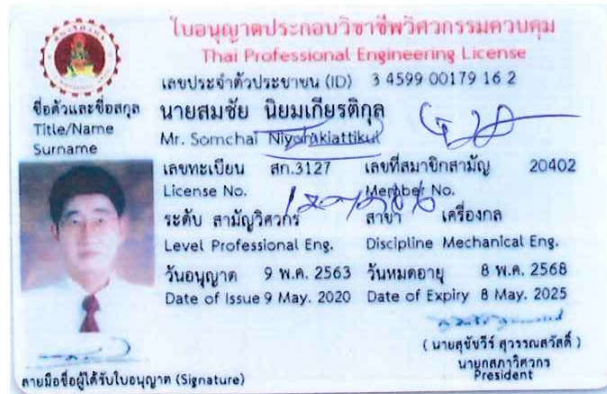 ใบอนุญาตประกอบวิชาชีพวิศวกรรมควบคุม
Thai Professional Engineering License
เลขประจำตัวประชาชน (ID) 3 4599 00179 16 2
ชื่อตัวและชื่อสกุล นายสมชัย นิยมเกียรติกุล
Title/Name Mr. Somchai Niyomkiattikul
Surname
เลขทะเบียน สก.3127 เลขที่สมาชิกสามัญ 20402
License No. Member No.
ระดับ สามัญวิศวกร สาขา เครื่องกล
Level Professional Eng. Discipline Mechanical Eng.
วันอนุญาต 9 พ.ค. 2563 วันหมดอายุ 8 พ.ค. 2568
Date of Issue 9 May. 2020 Date of Expiry 8 May. 2025
( นายสุชัชวีร์ สุวรรณสวัสดิ์ )
นายกสภาวิศวกร
President
ลายมือชื่อผู้ได้รับใบอนุญาต (Signature)